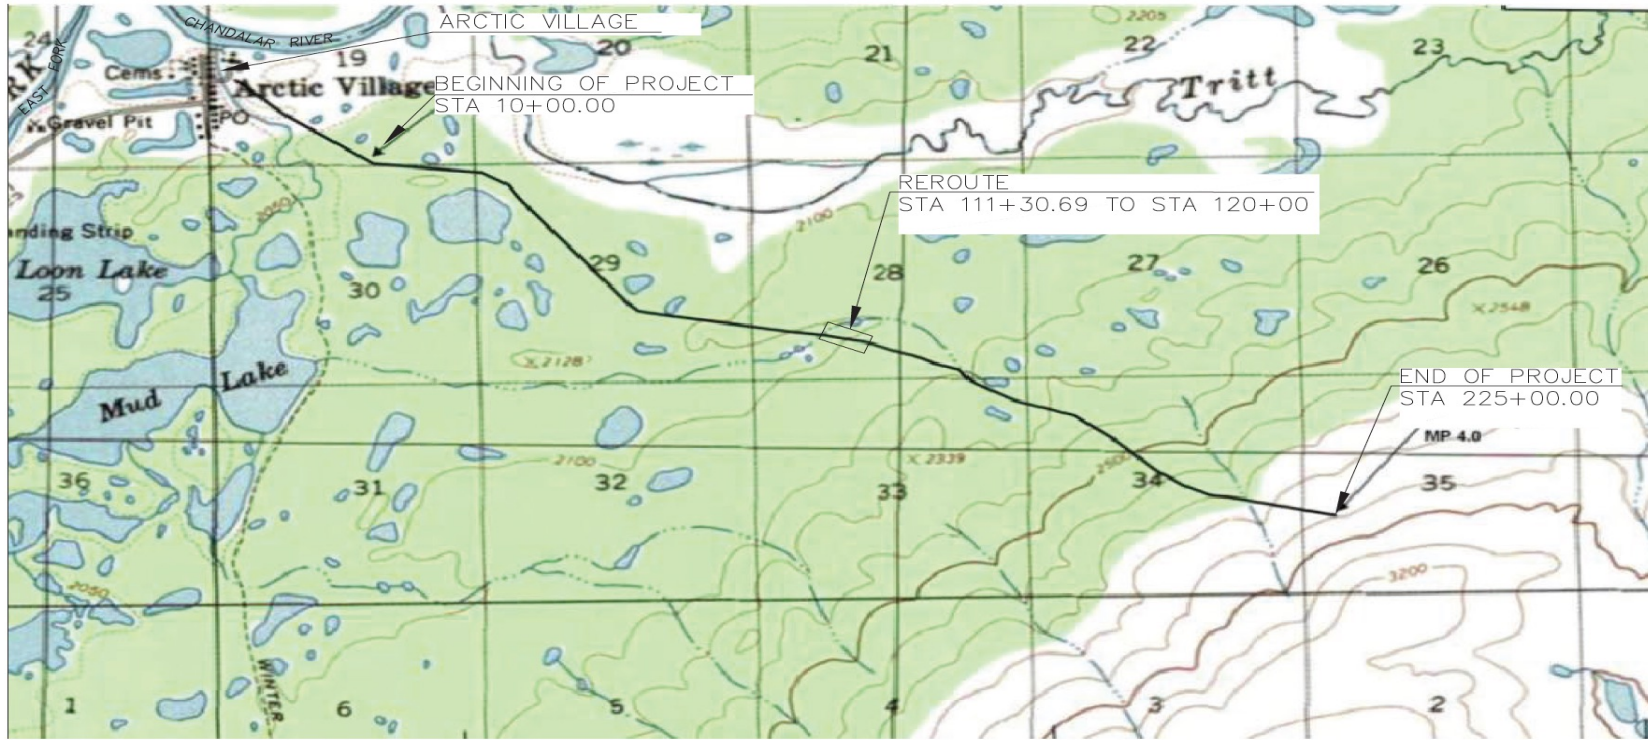 ARCTIC VILLAGE
CHANDALAR RIVER
2205
24
19
20
21
22
23
EAST FORK
Cems
Arctic Village
BEGINNING OF PROJECT
STA 10+00.00
Tritt
Gravel Pit
PO
REROUTE
STA 111+30.69 TO STA 120+00
2050
2100
anding Strip
Loon Lake
25
30
29
28
27
26
×2548
×2128
Mud Lake
END OF PROJECT
STA 225+00.00
MP 4.0
2100
×2339
2500
36
31
32
33
34
35
2050
3200
WINTER
1
6
5
4
3
2